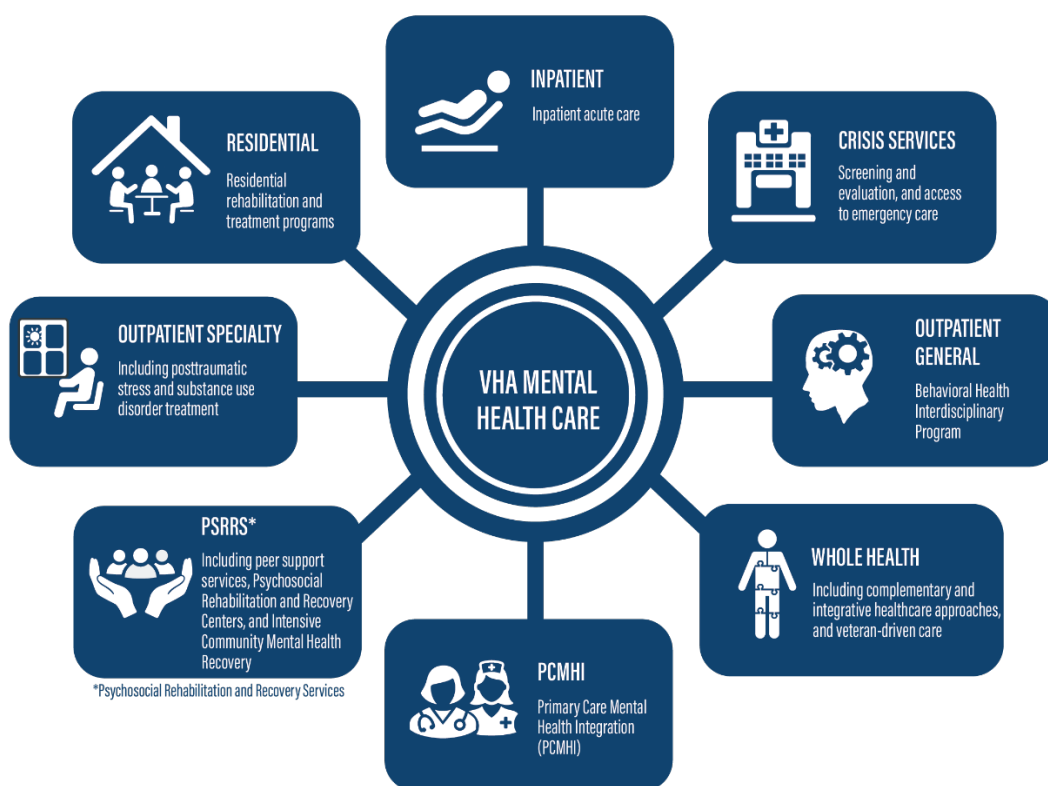 INPATIENT
Inpatient acute care
RESIDENTIAL
Residential
rehabilitation and
treatment programs
CRISIS SERVICES
Screening and
evaluation, and access
to emergency care
OUTPATIENT SPECIALTY
Including posttraumatic
stress and substance use
disorder treatment
VHA MENTAL
HEALTH CARE
OUTPATIENT
GENERAL
Behavioral Health
Interdisciplinary
Program
PSRRS*
Including peer support
services, Psychosocial
Rehabilitation and Recovery
Centers, and Intensive
Community Mental Health
Recovery
*Psychosocial Rehabilitation and Recovery Services
WHOLE HEALTH
Including complementary and
integrative healthcare approaches,
and veteran-driven care
PCMHI
Primary Care Mental
Health Integration
(PCMHI)